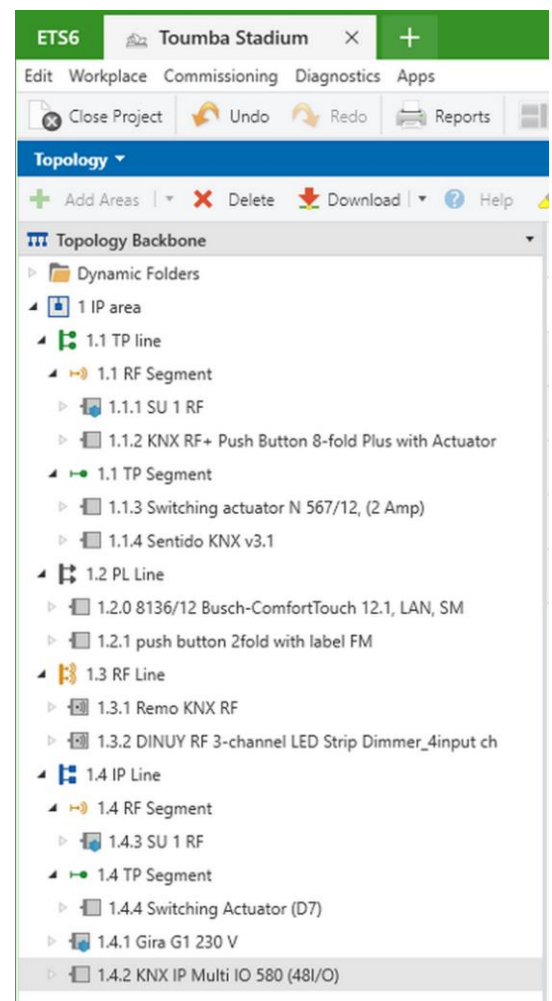 ETS6 Toumba Stadium × +
Edit Workplace Commissioning Diagnostics Apps
Close Project Undo Redo Reports
Topology
Add Areas Delete Download Help
Topology Backbone
Dynamic Folders
1 IP area
1.1 TP line
1.1 RF Segment
1.1.1 SU 1 RF
1.1.2 KNX RF+ Push Button 8-fold Plus with Actuator
1.1 TP Segment
1.1.3 Switching actuator N 567/12, (2 Amp)
1.1.4 Sentido KNX v3.1
1.2 PL Line
1.2.0 8136/12 Busch-ComfortTouch 12.1, LAN, SM
1.2.1 push button 2fold with label FM
1.3 RF Line
1.3.1 Remo KNX RF
1.3.2 DINUY RF 3-channel LED Strip Dimmer_4input ch
1.4 IP Line
1.4 RF Segment
1.4.3 SU 1 RF
1.4 TP Segment
1.4.4 Switching Actuator (D7)
1.4.1 Gira G1 230 V
1.4.2 KNX IP Multi IO 580 (48I/O)